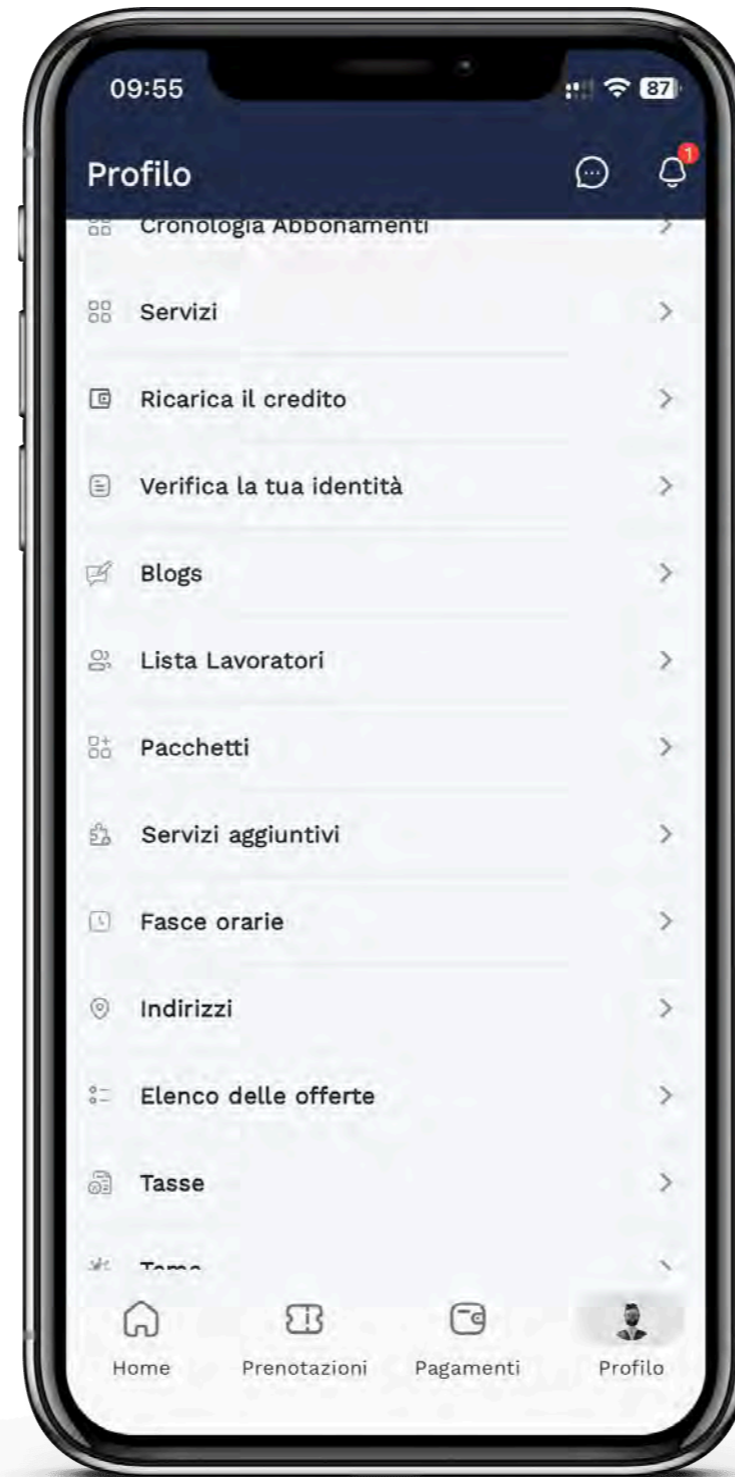 09:55
87
Profilo
1
Cronologia Abbonamenti
Servizi
Ricarica il credito
Verifica la tua identità
Blogs
Lista Lavoratori
Pacchetti
Servizi aggiuntivi
Fasce orarie
Indirizzi
Elenco delle offerte
Tasse
Tema
Home
Prenotazioni
Pagamenti
Profilo